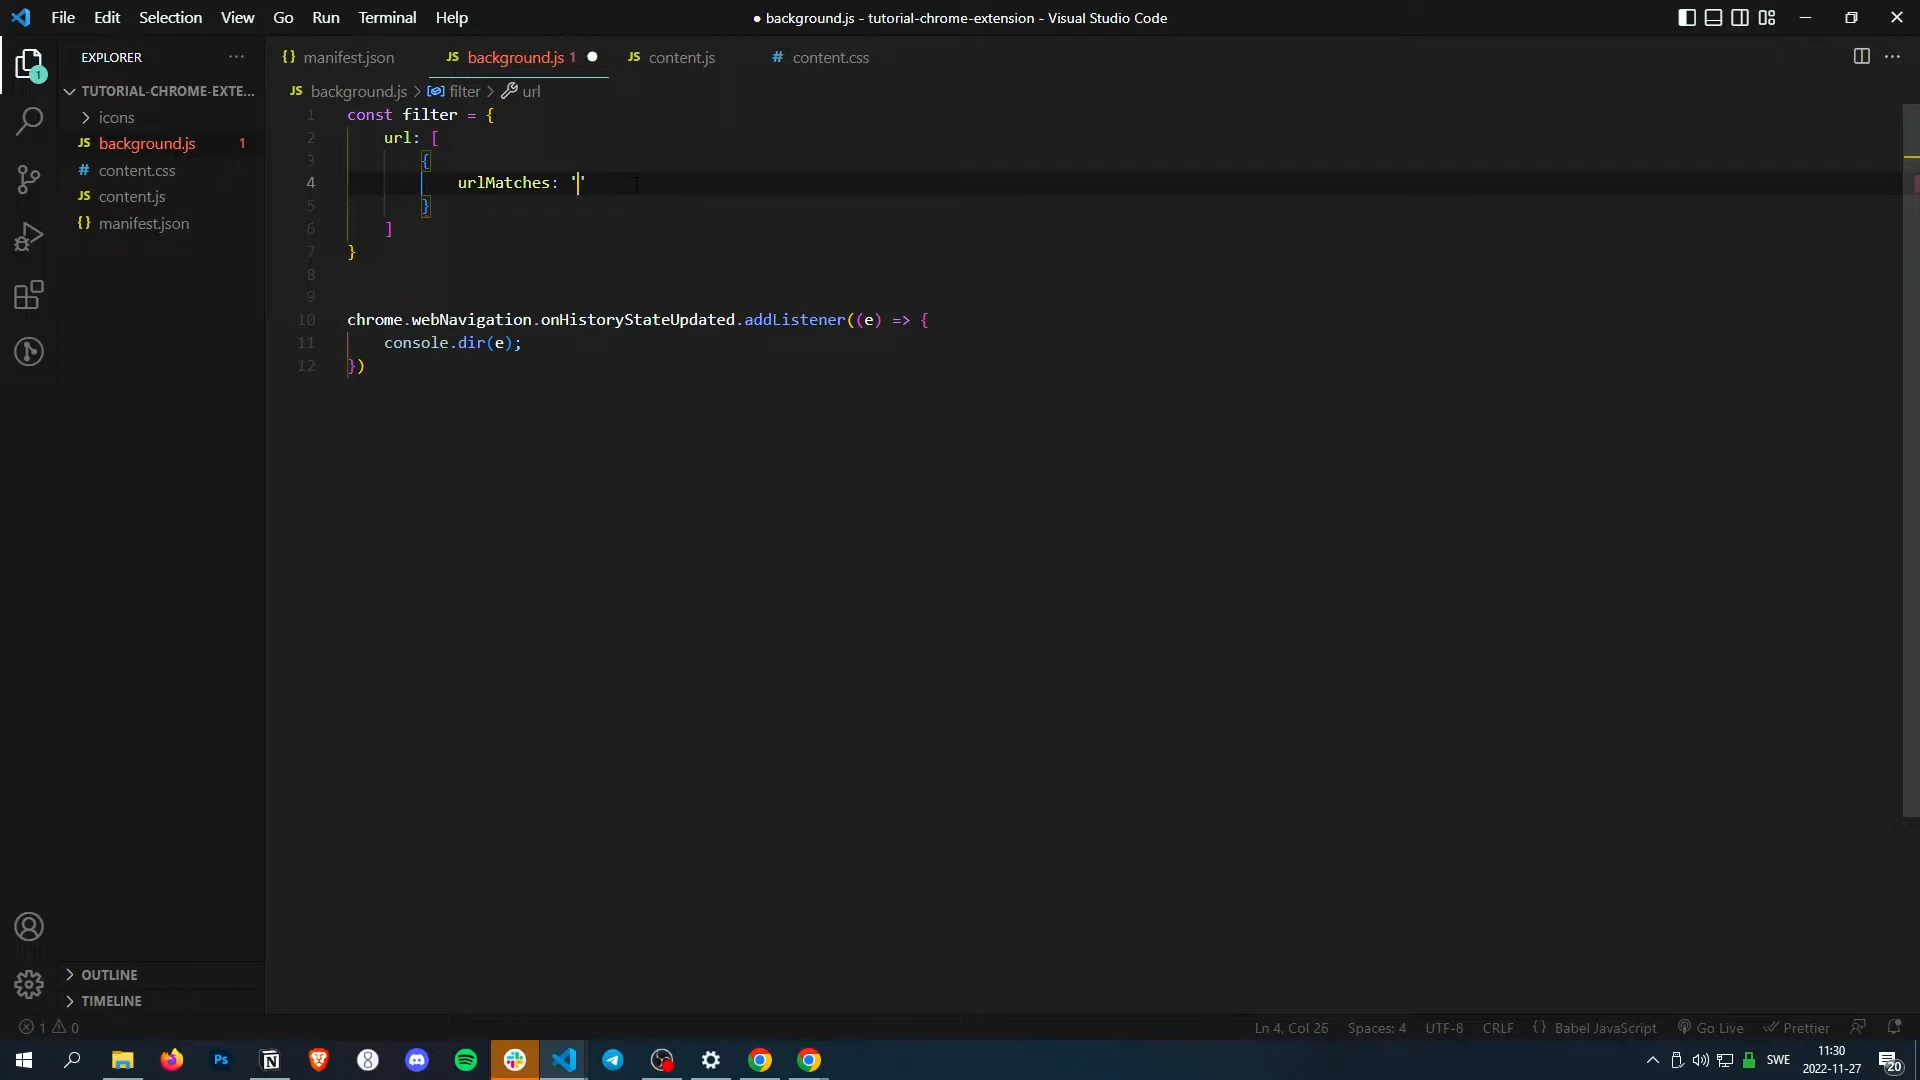 File Edit Selection View Go Run Terminal Help
● background.js - tutorial-chrome-extension - Visual Studio Code
EXPLORER
1
TUTORIAL-CHROME-EXTE...
icons
JS background.js 1
# content.css
JS content.js
{} manifest.json
{} manifest.json
JS background.js 1 ●
JS content.js
# content.css
JS background.js > filter > url
1 const filter = {
2 url: [
3 {
4 urlMatches: ''
5 }
6 ]
7 }
8
9
10 chrome.webNavigation.onHistoryStateUpdated.addListener((e) => {
11 console.dir(e);
12 })
OUTLINE
TIMELINE
1 0
Ln 4, Col 26 Spaces: 4 UTF-8 CRLF {} Babel JavaScript Go Live Prettier
Ps
SWE
11:30
2022-11-27
20